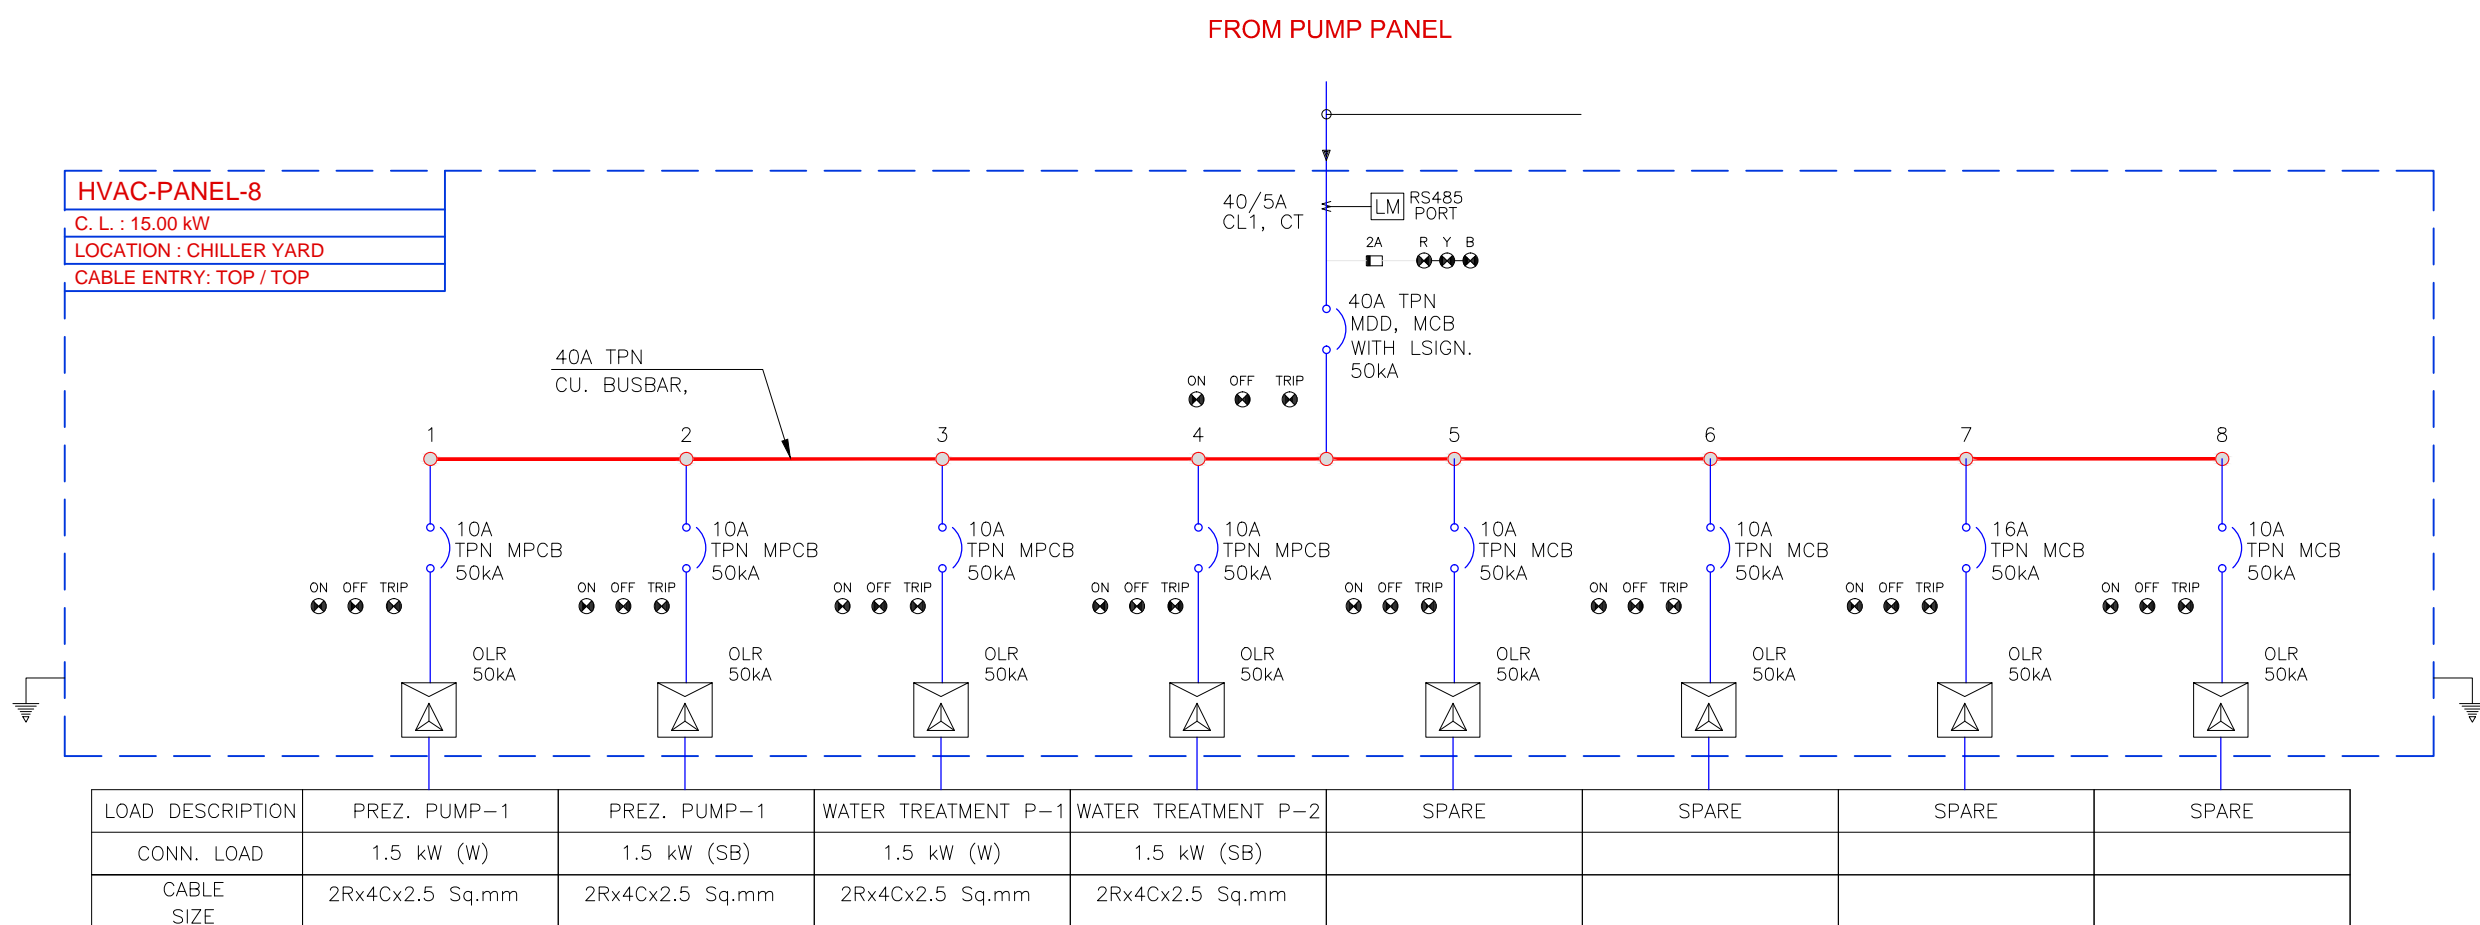 FROM PUMP PANEL
HVAC-PANEL-8
C. L. : 15.00 kW
LOCATION : CHILLER YARD
CABLE ENTRY: TOP / TOP
40/5A
CL1, CT
LM
RS485
PORT
2A R Y B
40A TPN
MDD, MCB
WITH LSIGN.
50kA
40A TPN
CU. BUSBAR,
ON OFF TRIP
1 2 3 4 5 6 7 8
10A 10A 10A 10A 10A 10A 16A 10A
TPN MPCB TPN MPCB TPN MPCB TPN MPCB TPN MCB TPN MCB TPN MCB TPN MCB
50kA 50kA 50kA 50kA 50kA 50kA 50kA 50kA
ON OFF TRIP ON OFF TRIP ON OFF TRIP ON OFF TRIP ON OFF TRIP ON OFF TRIP ON OFF TRIP ON OFF TRIP
OLR OLR OLR OLR OLR OLR OLR OLR
50kA 50kA 50kA 50kA 50kA 50kA 50kA 50kA
LOAD DESCRIPTION PREZ. PUMP-1 PREZ. PUMP-1 WATER TREATMENT P-1 WATER TREATMENT P-2 SPARE SPARE SPARE SPARE
CONN. LOAD 1.5 kW (W) 1.5 kW (SB) 1.5 kW (W) 1.5 kW (SB)
CABLE
SIZE
2Rx4Cx2.5 Sq.mm 2Rx4Cx2.5 Sq.mm 2Rx4Cx2.5 Sq.mm 2Rx4Cx2.5 Sq.mm